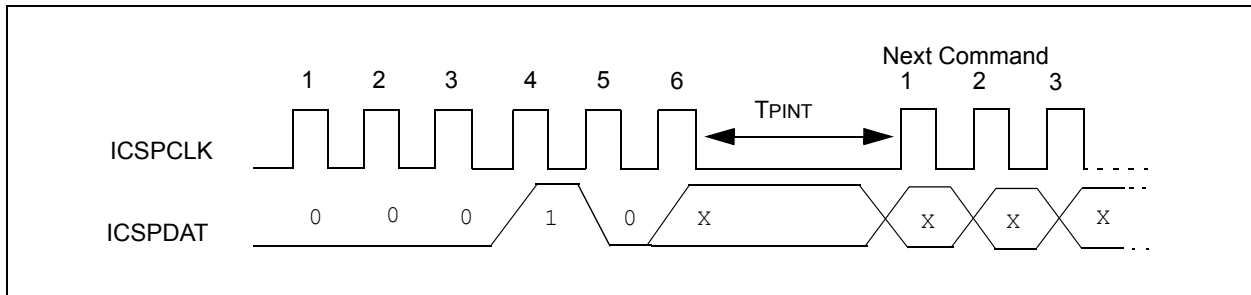 Next Command
1 2 3 4 5 6 1 2 3
TPINT
ICSPCLK
0 0 0 1 0 X X X X
ICSPDAT